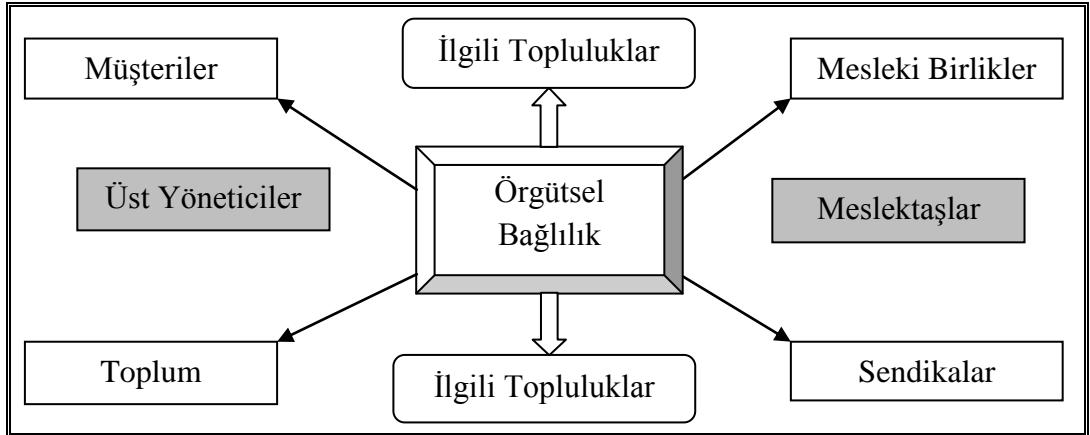 Müşteriler
İlgili Topluluklar
Mesleki Birlikler
Üst Yöneticiler
Örgütsel
Bağlılık
Meslektaşlar
Toplum
İlgili Topluluklar
Sendikalar